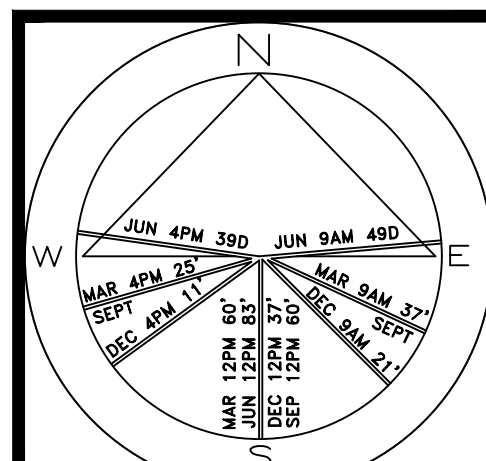 N
JUN 4PM 39D
JUN 9AM 49D
W
E
MAR 4PM 25'
SEPT
DEC 4PM 11'
MAR 9AM 37'
SEPT
DEC 9AM 21'
MAR 12PM 60'
JUN 12PM 83'
DEC 12PM 37'
SEP 12PM 60'
S